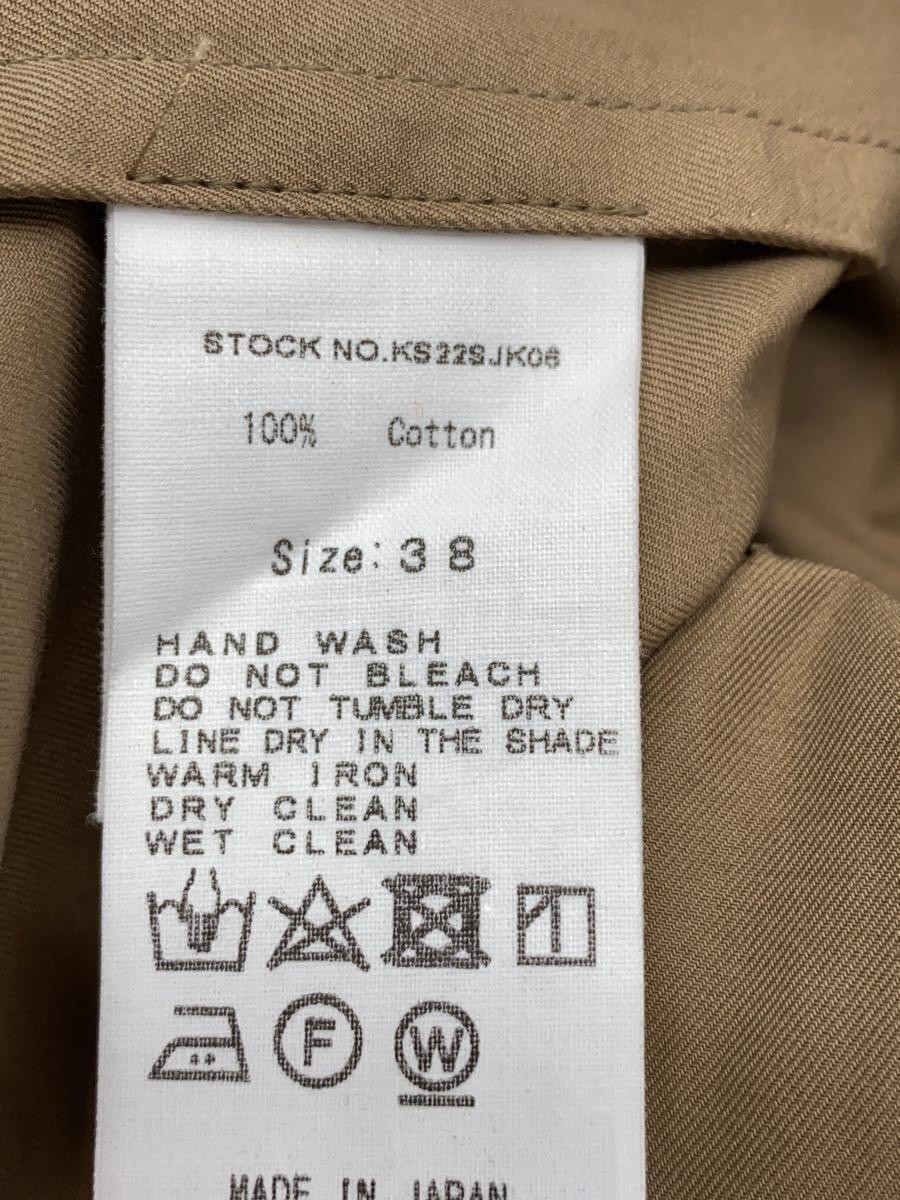 STOCK NO.KS22SJK06
100% Cotton
Size: 38
HAND WASH
DO NOT BLEACH
DO NOT TUMBLE DRY
LINE DRY IN THE SHADE
WARM IRON
DRY CLEAN
WET CLEAN
F W
MADE IN JAPAN